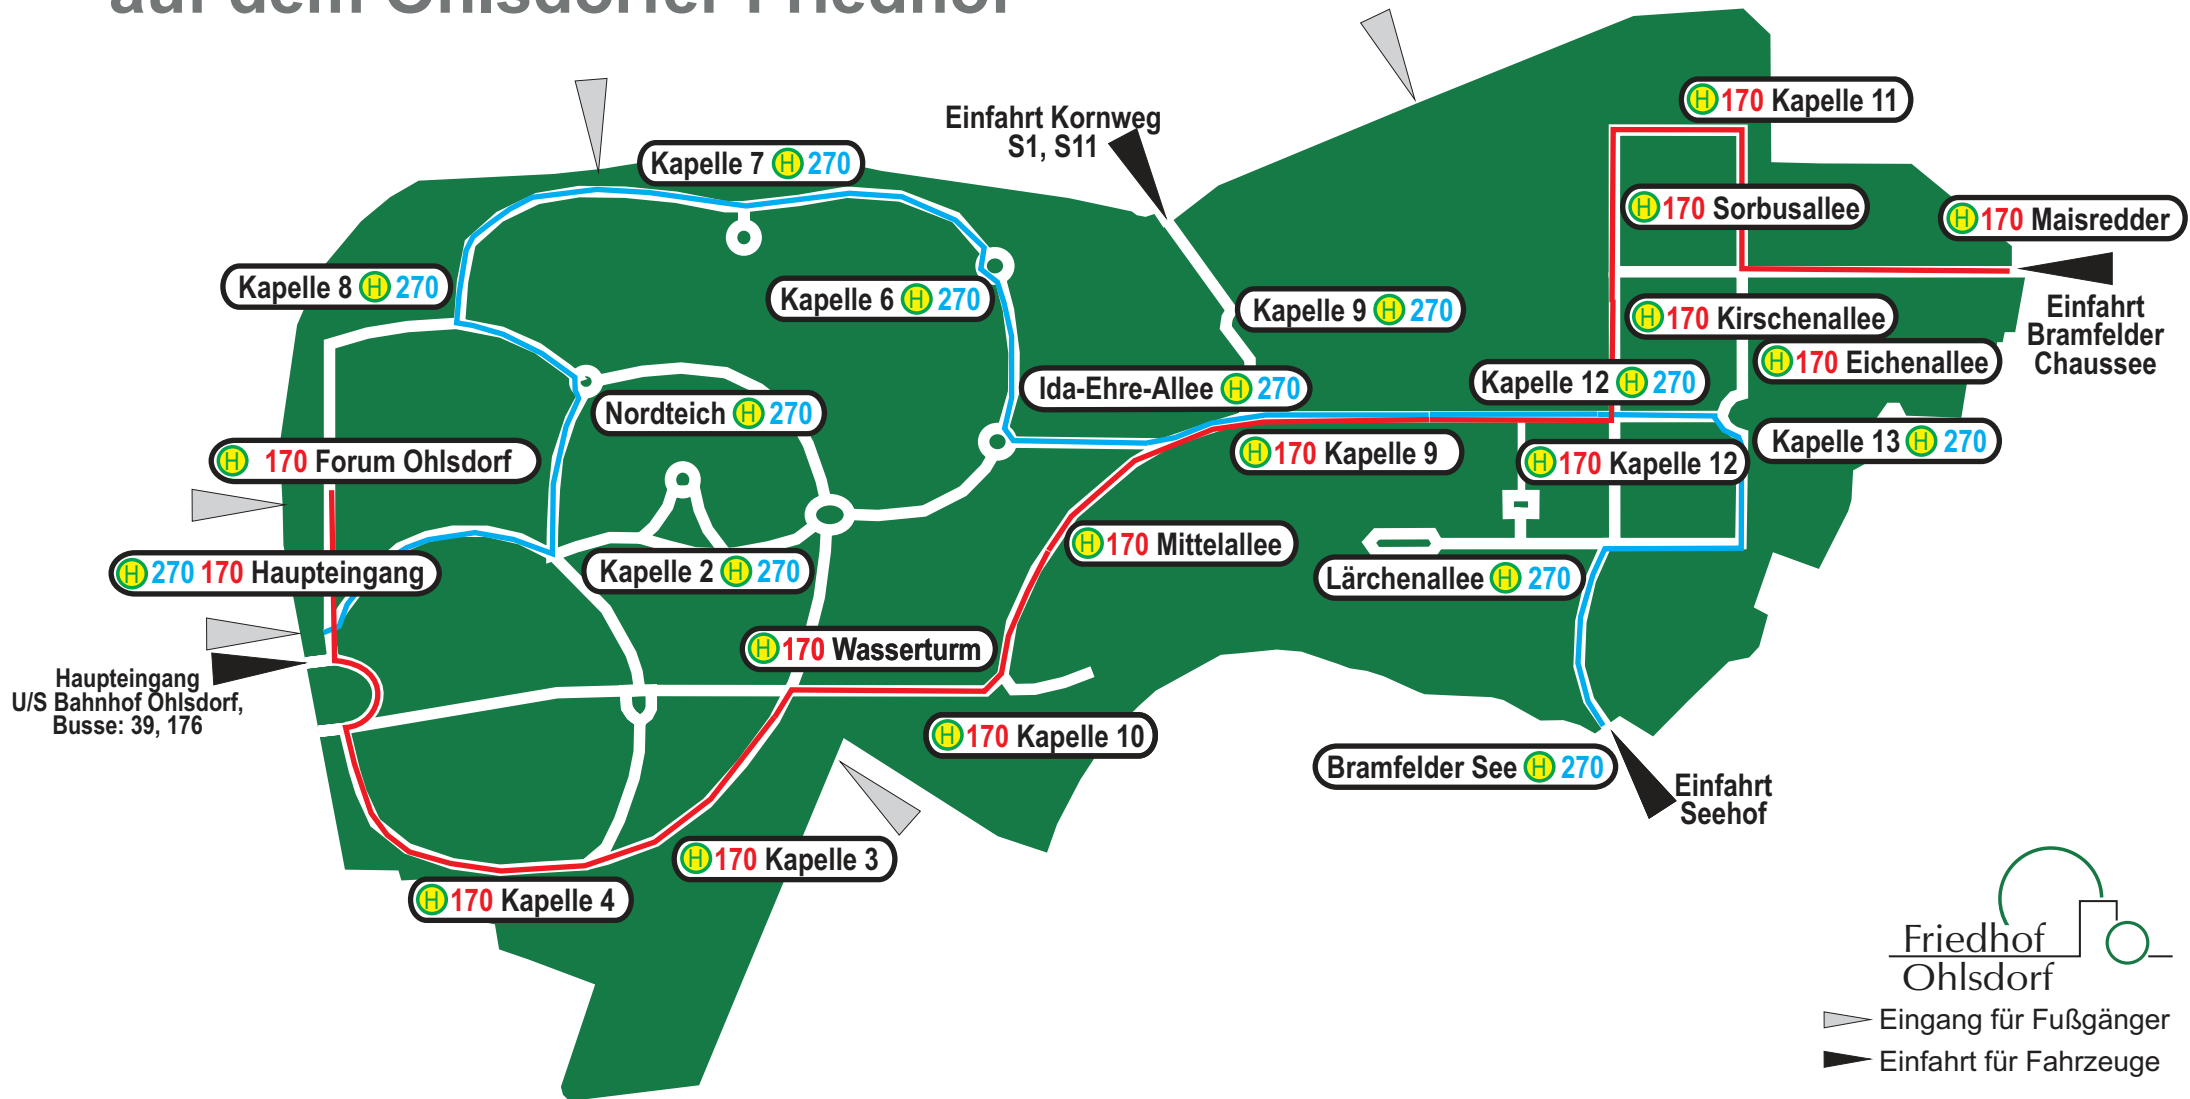 auf dem Ohlsdorfer Friedhof
H 170 Kapelle 11
Einfahrt Kornweg
S1, S11
Kapelle 7 H 270
H 170 Sorbusallee
H 170 Maisredder
Kapelle 8 H 270
Kapelle 6 H 270
Kapelle 9 H 270
H 170 Kirschenallee
Einfahrt
Bramfelder
Chaussee
H 170 Eichenallee
Ida-Ehre-Allee H 270
Kapelle 12 H 270
Nordteich H 270
H 170 Forum Ohlsdorf
H 170 Kapelle 9
H 170 Kapelle 12
Kapelle 13 H 270
H 170 Mittelallee
H 270 170 Haupteingang
Kapelle 2 H 270
Lärchenallee H 270
H 170 Wasserturm
Haupteingang
U/S Bahnhof Ohlsdorf,
Busse: 39, 176
H 170 Kapelle 10
Bramfelder See H 270
Einfahrt
Seehof
H 170 Kapelle 3
H 170 Kapelle 4
Friedhof
Ohlsdorf
Eingang für Fußgänger
Einfahrt für Fahrzeuge